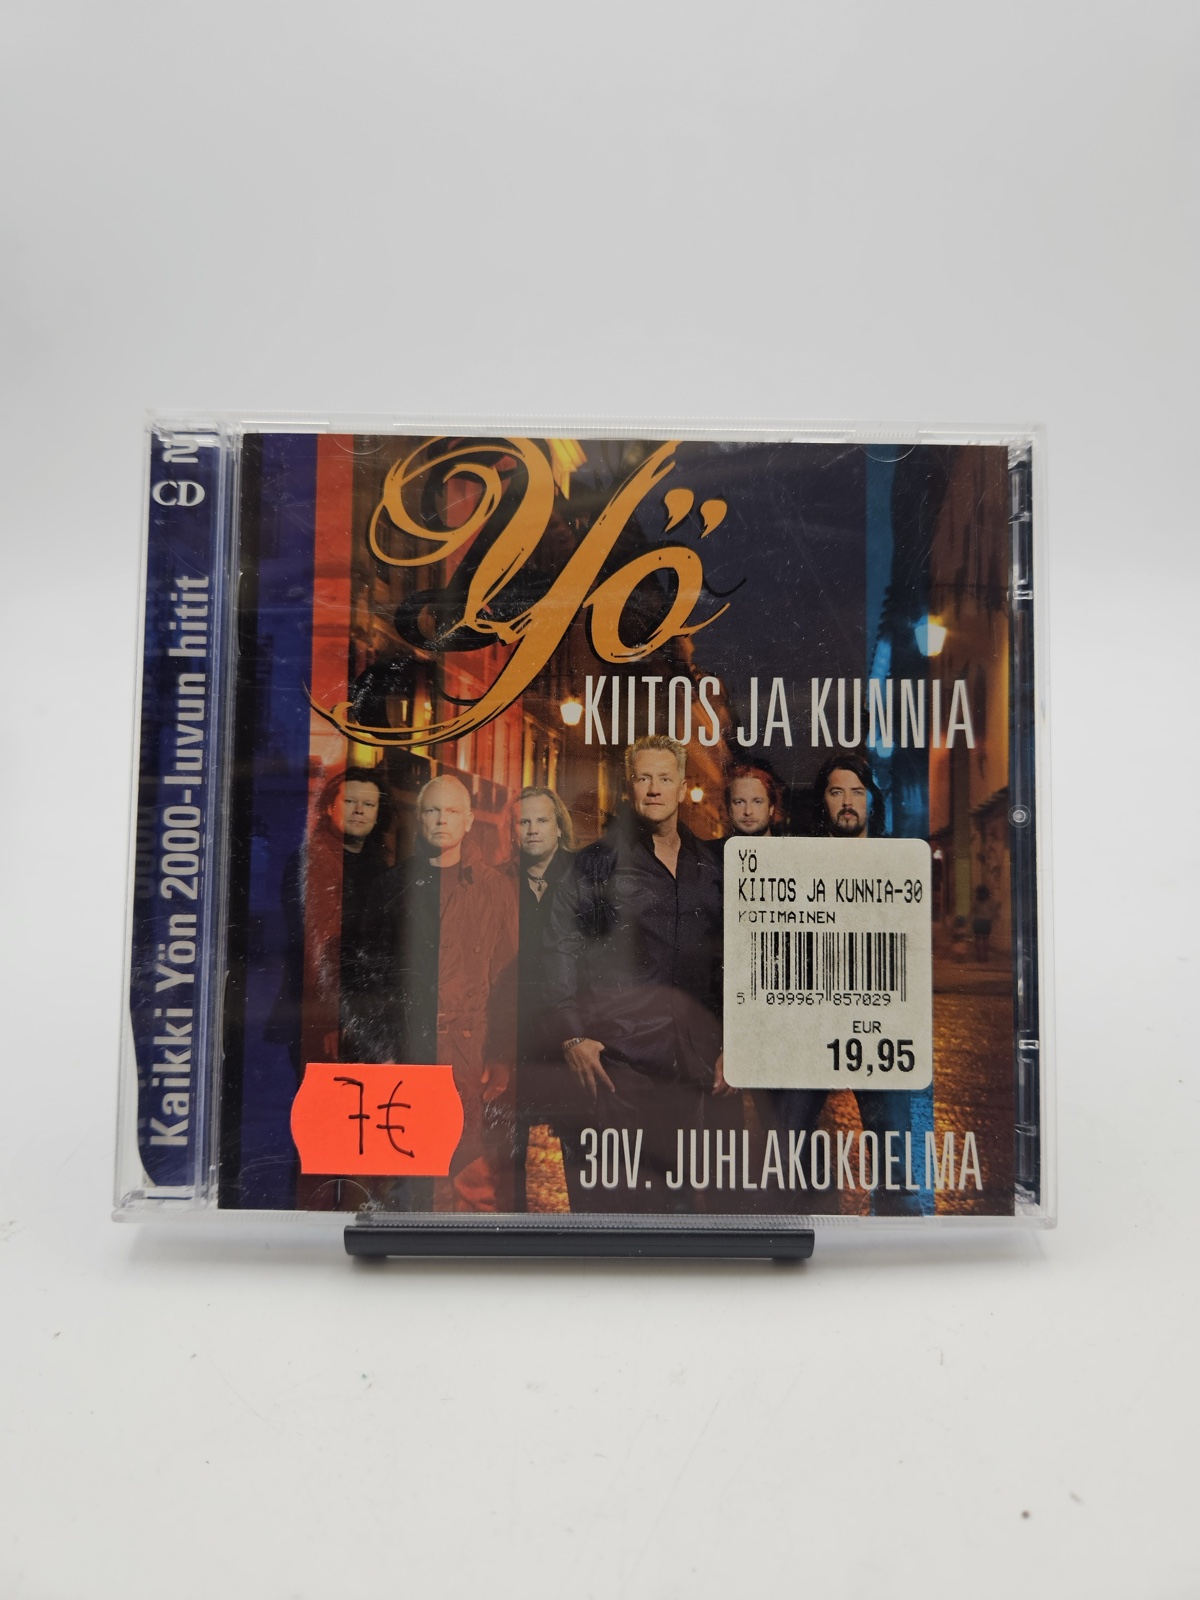 2
CD
Kaikki Yön 2000-luvun hitit
Yö
KIITOS JA KUNNIA
YÖ
KIITOS JA KUNNIA-30
KOTIMAINEN
5 099967 857029
EUR
19,95
7€
30V. JUHLAKOKOELMA